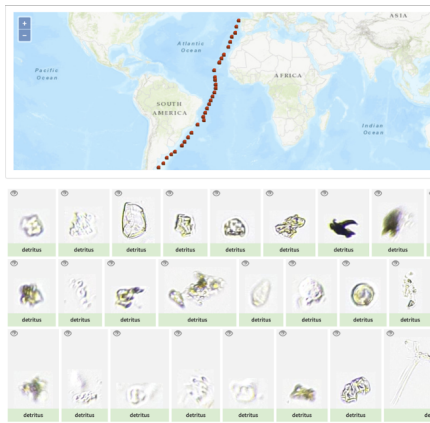 +
ASIA
−
Atlantic
Ocean
Pacific
Ocean
AFRICA
SOUTH
AMERICA
Indian
Ocean
detritus detritus detritus detritus detritus detritus detritus detritus
detritus detritus detritus detritus detritus detritus detritus detritus
detritus detritus detritus detritus detritus detritus detritus de